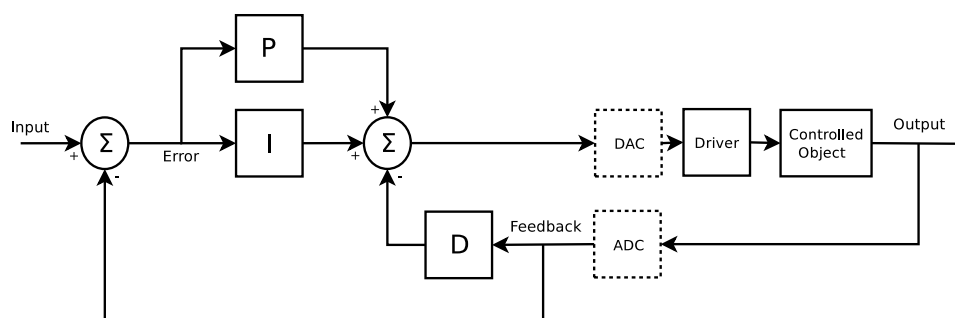 P
Input
Σ
+
-
Error
I
+
+
Σ
-
DAC
Driver
Controlled
Object
Output
D
Feedback
ADC